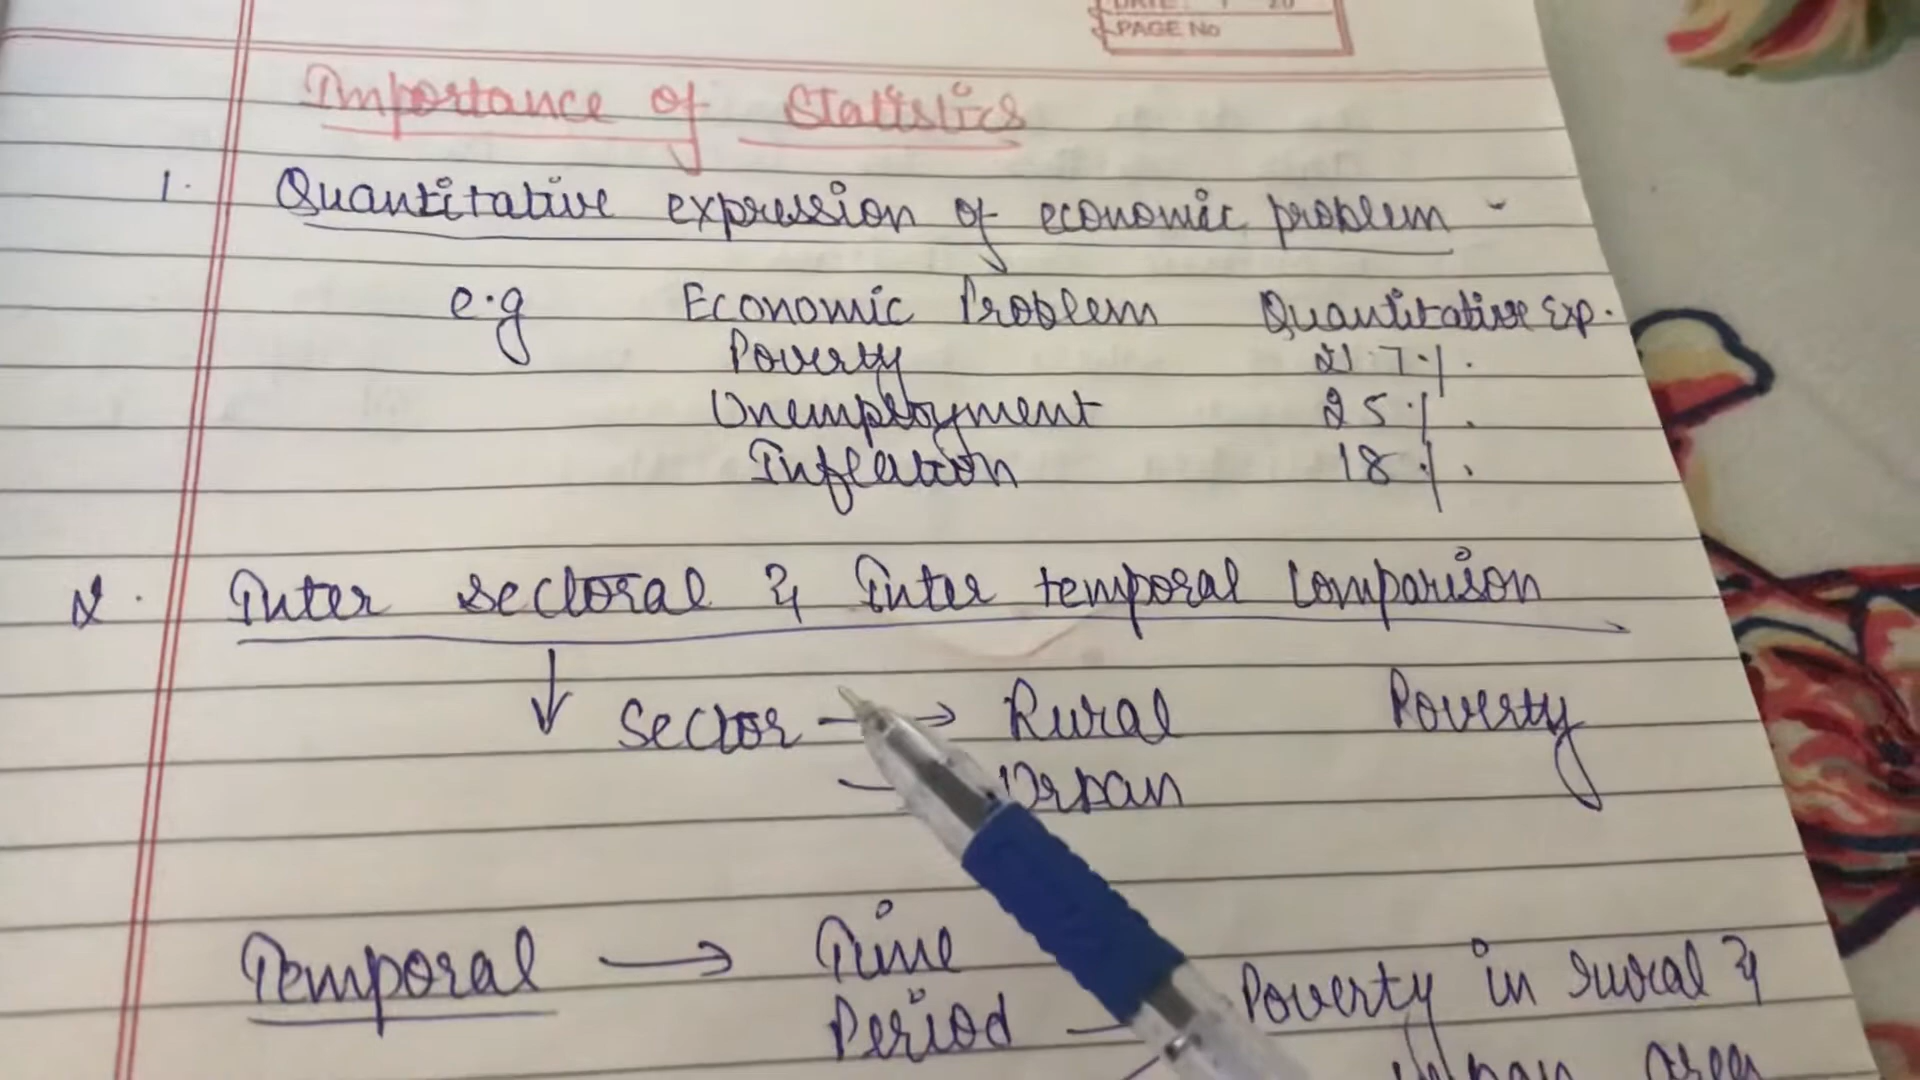 PAGE No
Importance of Statistics
1. Quantitative expression of economic problem -
e.g Economic Problem Quantitative Exp.
Poverty 21.7%.
Unemployment 25%.
Inflation 18%.
2. Inter sectoral & Inter temporal Comparison
Sector → Rural Poverty
Urban
Temporal → Time
Period - Poverty in rural &
Urban area